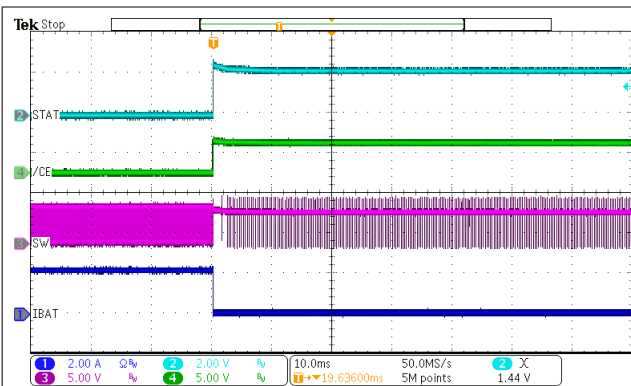 Tek Stop
T
T
2 STAT
4 /CE
3 SW
1 IBAT
1 2.00 A Ω BW 2 2.00 V BW 10.0ms 50.0MS/s 2 X
3 5.00 V BW 4 5.00 V BW T→▼19.63600ms 5M points 1.44 V